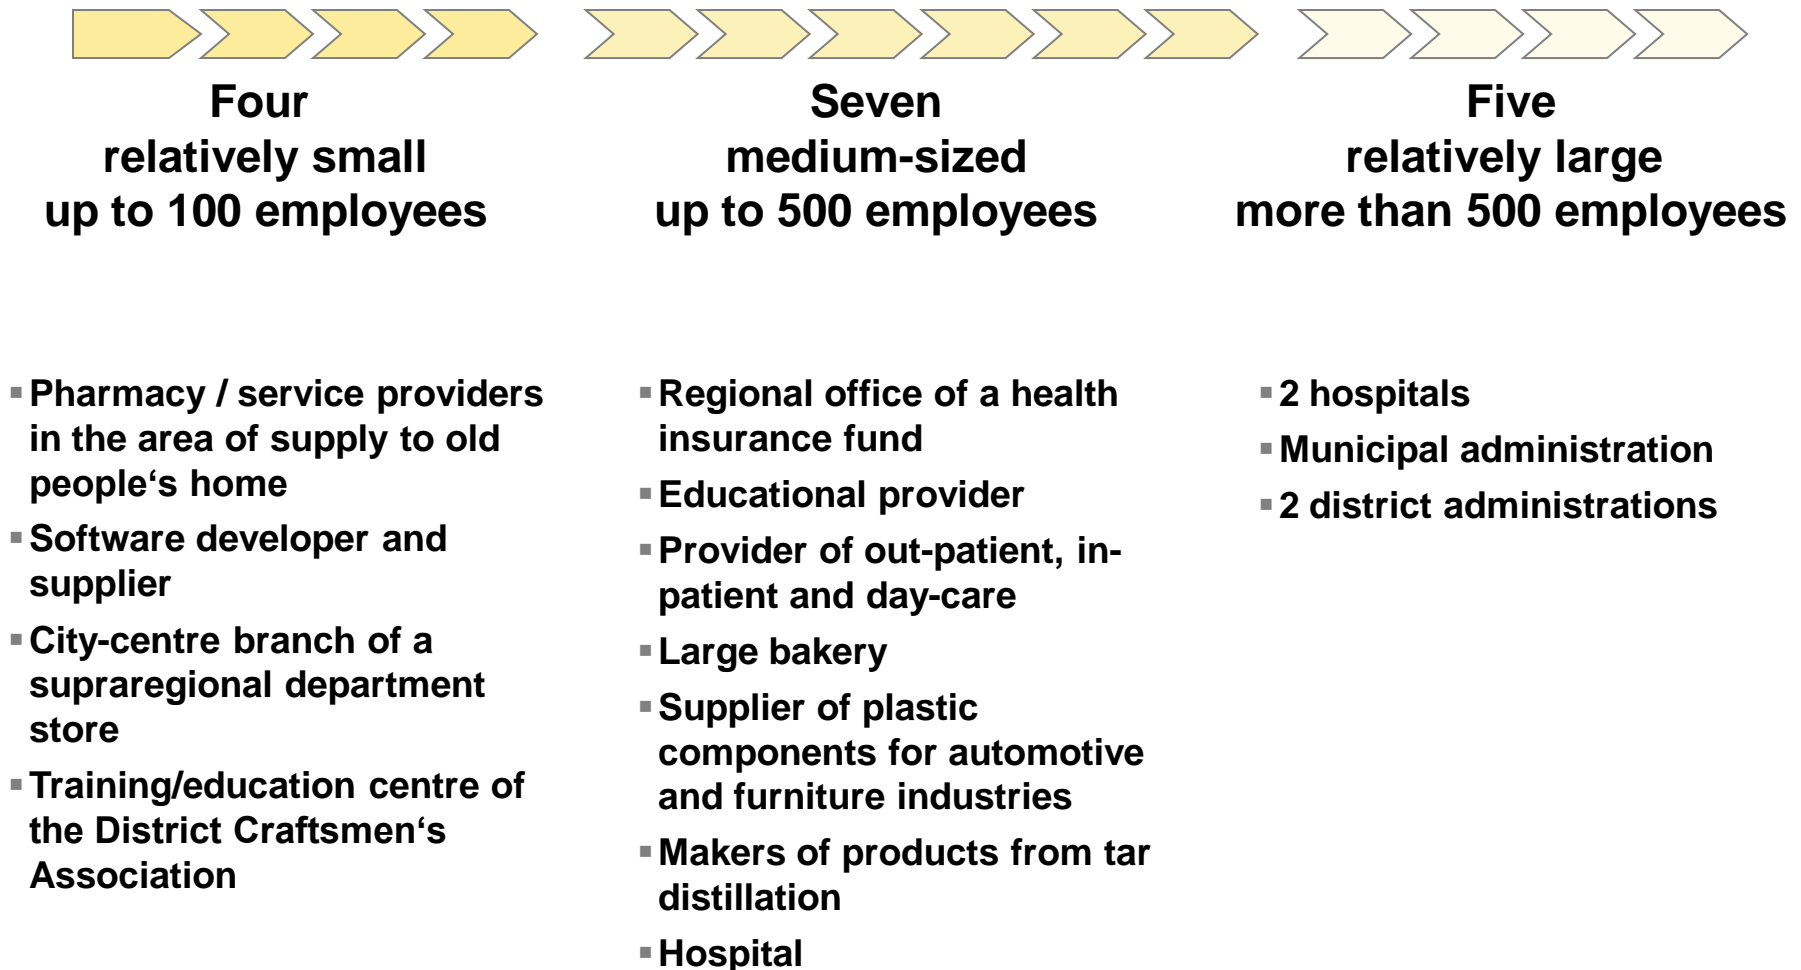 Four
relatively small
up to 100 employees
Seven
medium-sized
up to 500 employees
Five
relatively large
more than 500 employees
▪Pharmacy / service providers
in the area of supply to old
people‘s home
▪Software developer and
supplier
▪City-centre branch of a
supraregional department
store
▪Training/education centre of
the District Craftsmen‘s
Association
▪Regional office of a health
insurance fund
▪Educational provider
▪Provider of out-patient, in-
patient and day-care
▪Large bakery
▪Supplier of plastic
components for automotive
and furniture industries
▪Makers of products from tar
distillation
▪Hospital
▪2 hospitals
▪Municipal administration
▪2 district administrations